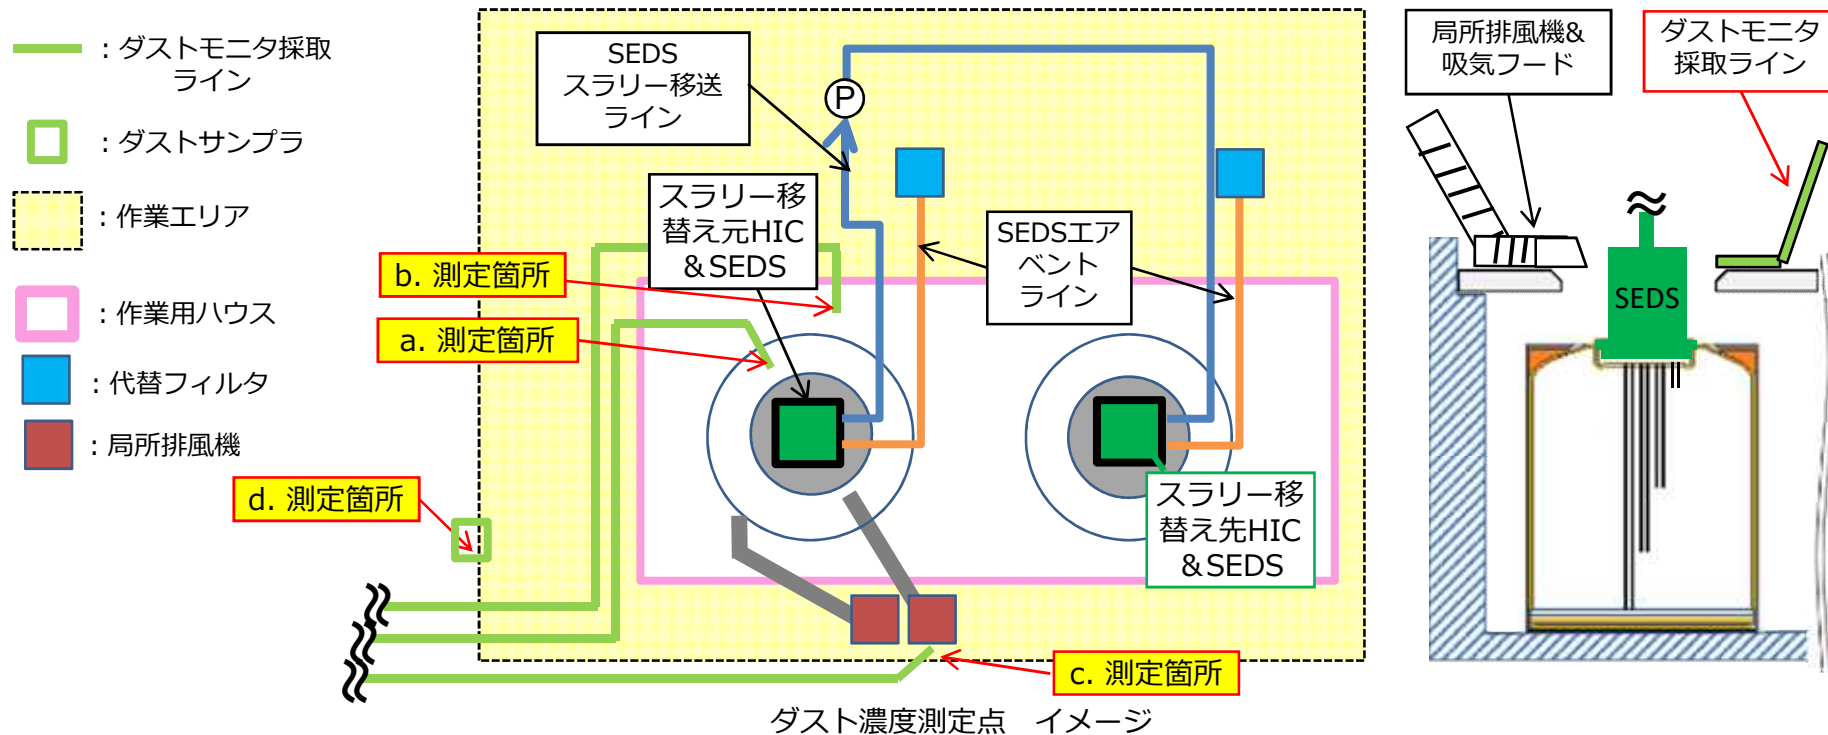 ：ダストモニタ採取
ライン
：ダストサンプラ
：作業エリア
：作業用ハウス
：代替フィルタ
：局所排風機
SEDS
スラリー移送
ライン
P
スラリー移
替え元HIC
＆SEDS
SEDSエア
ベント
ライン
b. 測定箇所
a. 測定箇所
d. 測定箇所
スラリー移
替え先HIC
＆SEDS
c. 測定箇所
ダスト濃度測定点　イメージ
局所排風機&
吸気フード
ダストモニタ
採取ライン
SEDS